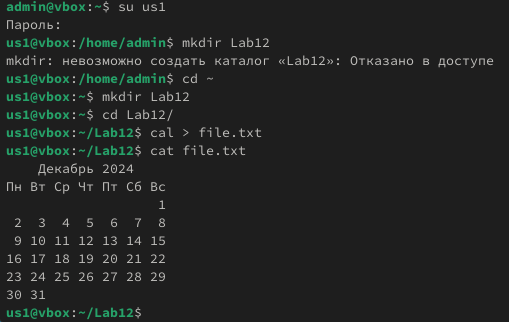 admin@vbox:~$ su us1
Пароль:
us1@vbox:/home/admin$ mkdir Lab12
mkdir: невозможно создать каталог «Lab12»: Отказано в доступе
us1@vbox:/home/admin$ cd ~
us1@vbox:~$ mkdir Lab12
us1@vbox:~$ cd Lab12/
us1@vbox:~/Lab12$ cal > file.txt
us1@vbox:~/Lab12$ cat file.txt
    Декабрь 2024
Пн Вт Ср Чт Пт Сб Вс
                   1
 2  3  4  5  6  7  8
 9 10 11 12 13 14 15
16 17 18 19 20 21 22
23 24 25 26 27 28 29
30 31
us1@vbox:~/Lab12$